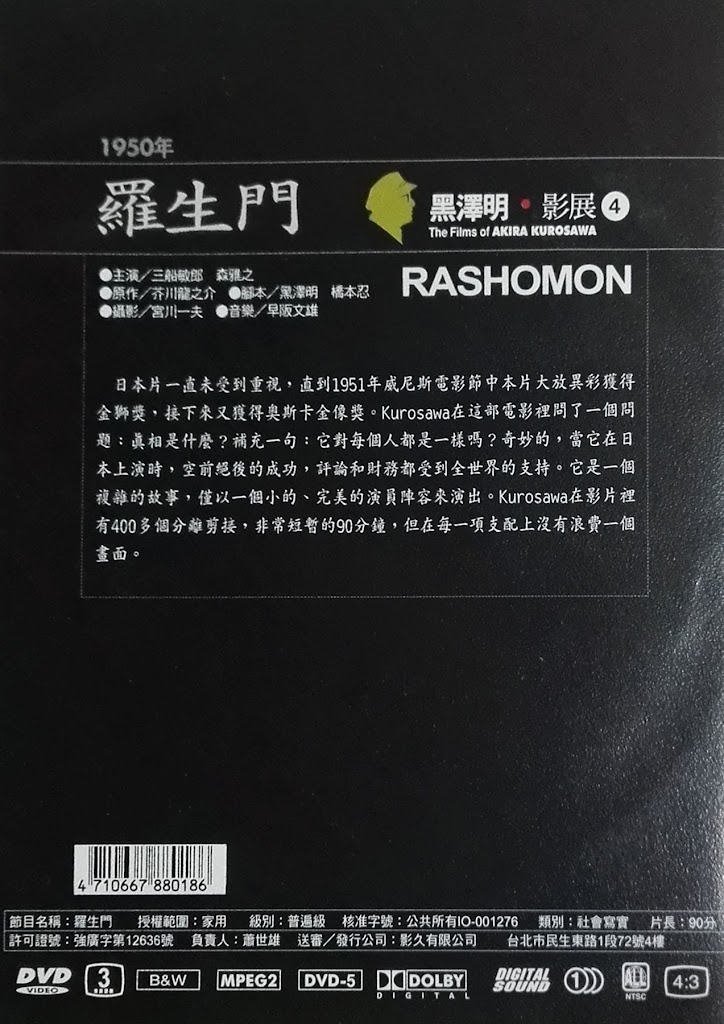 1950年
羅生門
黑澤明・影展4
The Films of AKIRA KUROSAWA
●主演／三船敏郎 森雅之
●原作／芥川龍之介 ●腳本／黑澤明 橋本忍
●攝影／宮川一夫 ●音樂／早阪文雄
RASHOMON
日本片一直未受到重視，直到1951年威尼斯電影節中本片大放異彩獲得
金獅獎，接下來又獲得奧斯卡金像獎。Kurosawa在這部電影裡問了一個問
題：真相是什麼？補充一句：它對每個人都是一樣嗎？奇妙的，當它在日
本上演時，空前絕後的成功，評論和財務都受到全世界的支持。它是一個
複雜的故事，僅以一個小的、完美的演員陣容來演出。Kurosawa在影片裡
有400多個分離剪接，非常短暫的90分鐘，但在每一項支配上沒有浪費一個
畫面。
4 710667 880186
節目名稱：羅生門 授權範圍：家用 級別：普遍級 核准字號：公共所有IO-001276 類別：社會寫實 片長：90分
許可證號：強廣字第12636號 負責人：蕭世雄 送審／發行公司：影久有限公司 台北市民生東路1段72號4樓
DVD VIDEO 3 B&W MPEG2 DVD-5 DOLBY DIGITAL DIGITAL SOUND 1 ALL NTSC 4:3